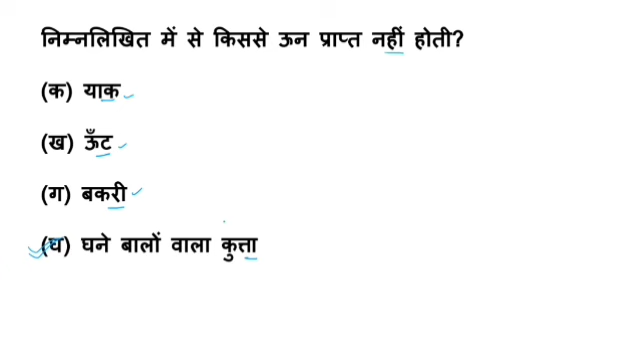 निम्नलिखित में से किससे ऊन प्राप्त नहीं होती?
(क) याक
(ख) ऊँट
(ग) बकरी
(घ) घने बालों वाला कुत्ता